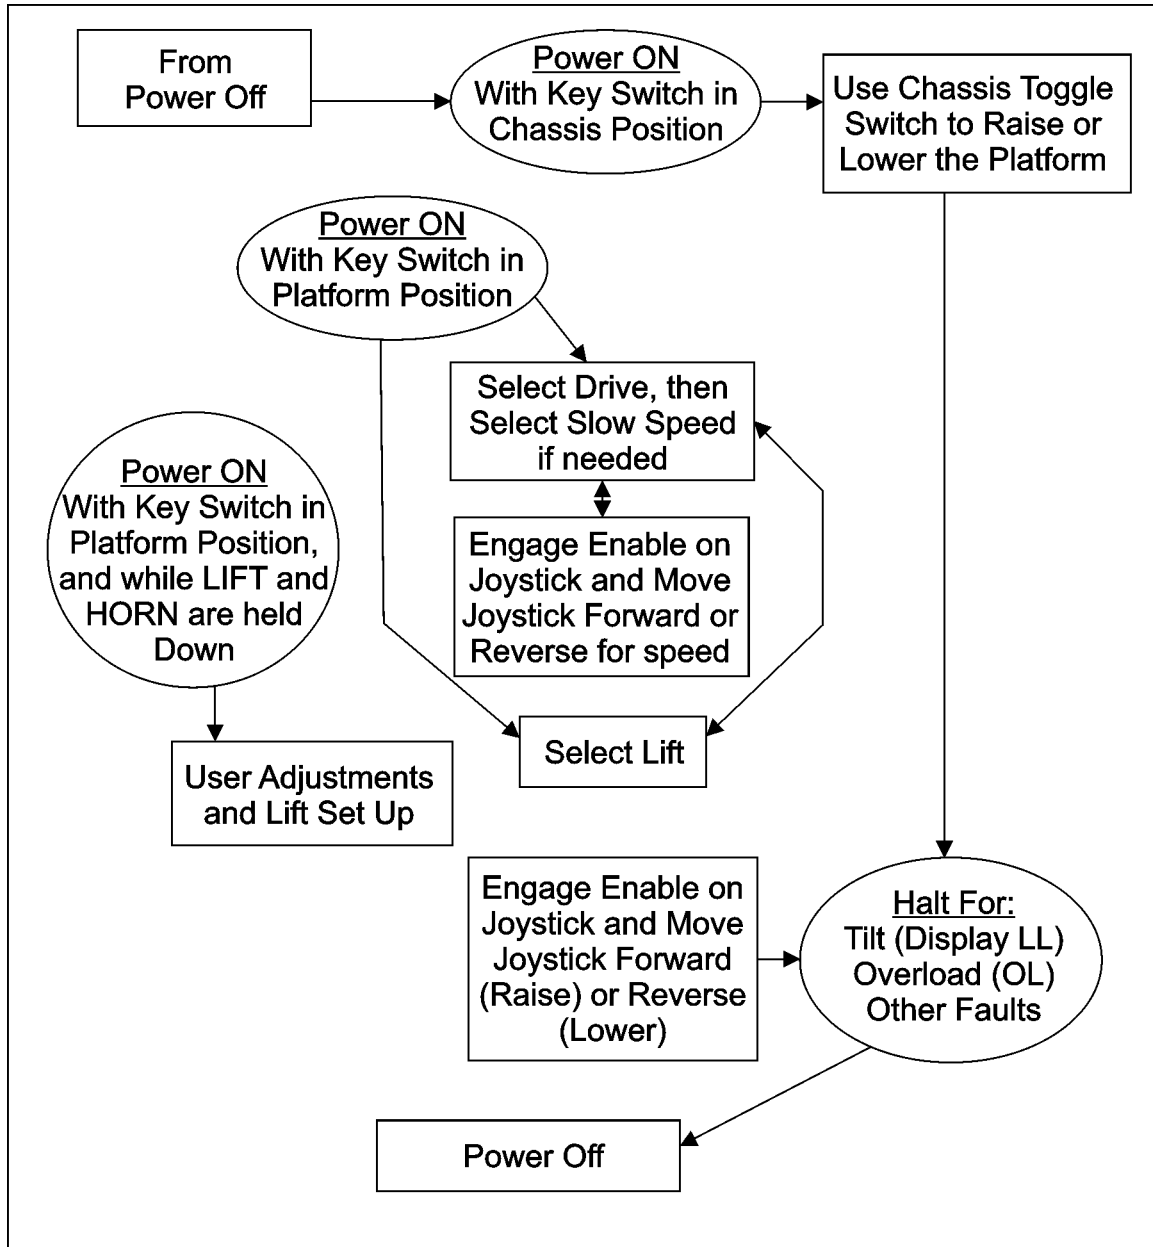 From
Power Off
Power ON
With Key Switch in
Chassis Position
Use Chassis Toggle
Switch to Raise or
Lower the Platform
Power ON
With Key Switch in
Platform Position
Select Drive, then
Select Slow Speed
if needed
Power ON
With Key Switch in
Platform Position,
and while LIFT and
HORN are held
Down
Engage Enable on
Joystick and Move
Joystick Forward or
Reverse for speed
Select Lift
User Adjustments
and Lift Set Up
Engage Enable on
Joystick and Move
Joystick Forward
(Raise) or Reverse
(Lower)
Halt For:
Tilt (Display LL)
Overload (OL)
Other Faults
Power Off